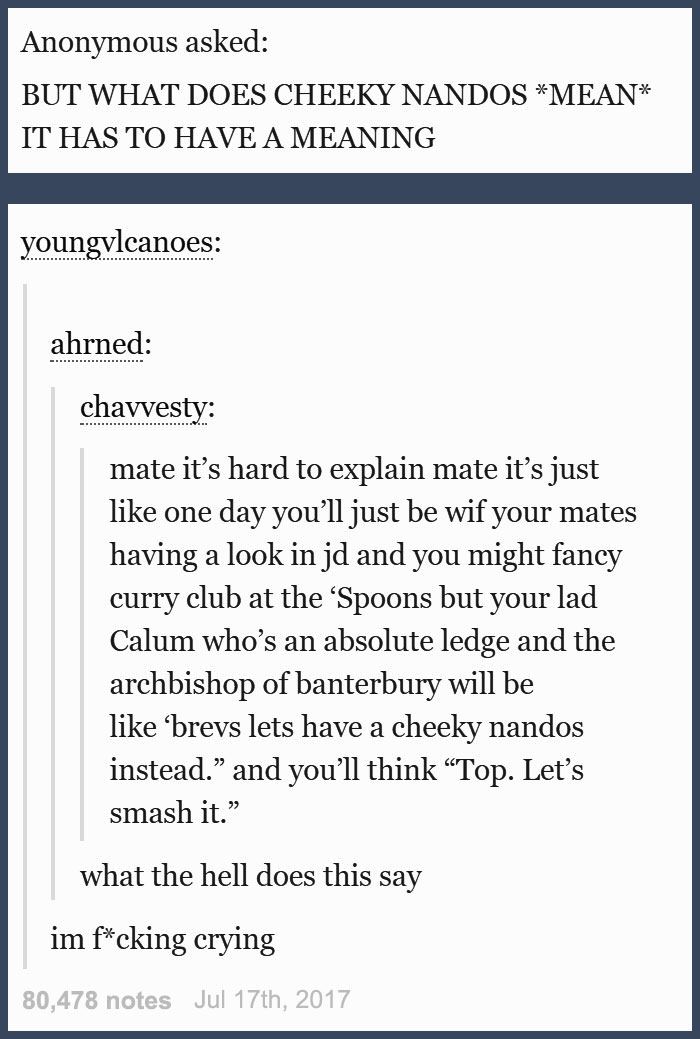 Anonymous asked:
BUT WHAT DOES CHEEKY NANDOS *MEAN*
IT HAS TO HAVE A MEANING
youngvlcanoes:
ahrned:
chavvesty:
mate it’s hard to explain mate it’s just
like one day you’ll just be wif your mates
having a look in jd and you might fancy
curry club at the ‘Spoons but your lad
Calum who’s an absolute ledge and the
archbishop of banterbury will be
like ‘brevs lets have a cheeky nandos
instead.” and you’ll think “Top. Let’s
smash it.”
what the hell does this say
im f*cking crying
80,478 notes Jul 17th, 2017